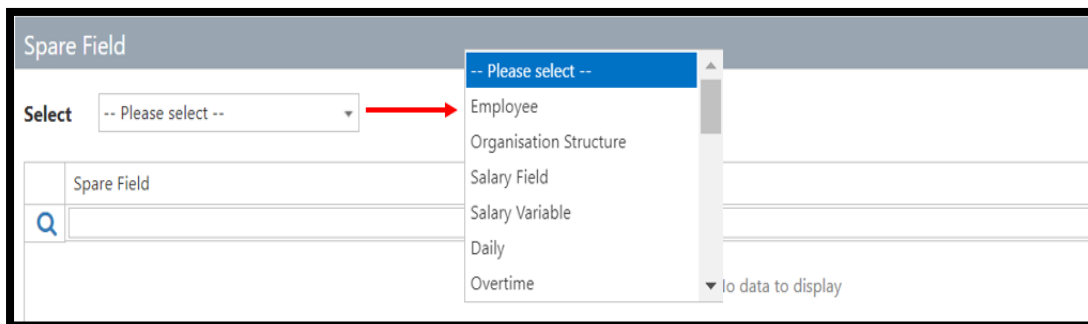 Spare Field
Select
-- Please select --
-- Please select --
Employee
Organisation Structure
Salary Field
Salary Variable
Daily
Overtime
Spare Field
data to display